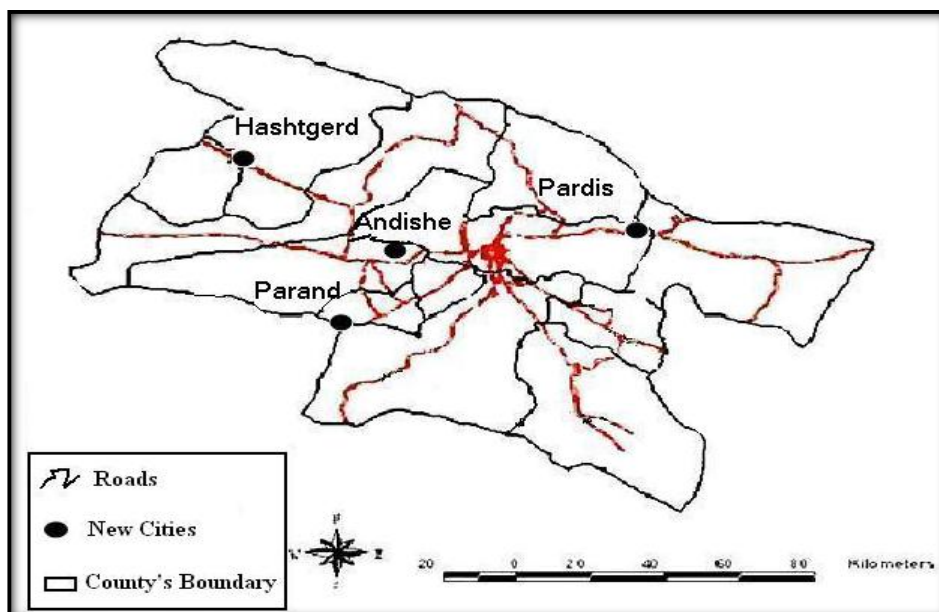 Hashtgerd
Pardis
Andishe
Parand
Roads
New Cities
County's Boundary
W
20 0 20 40 60 80 Kilometers